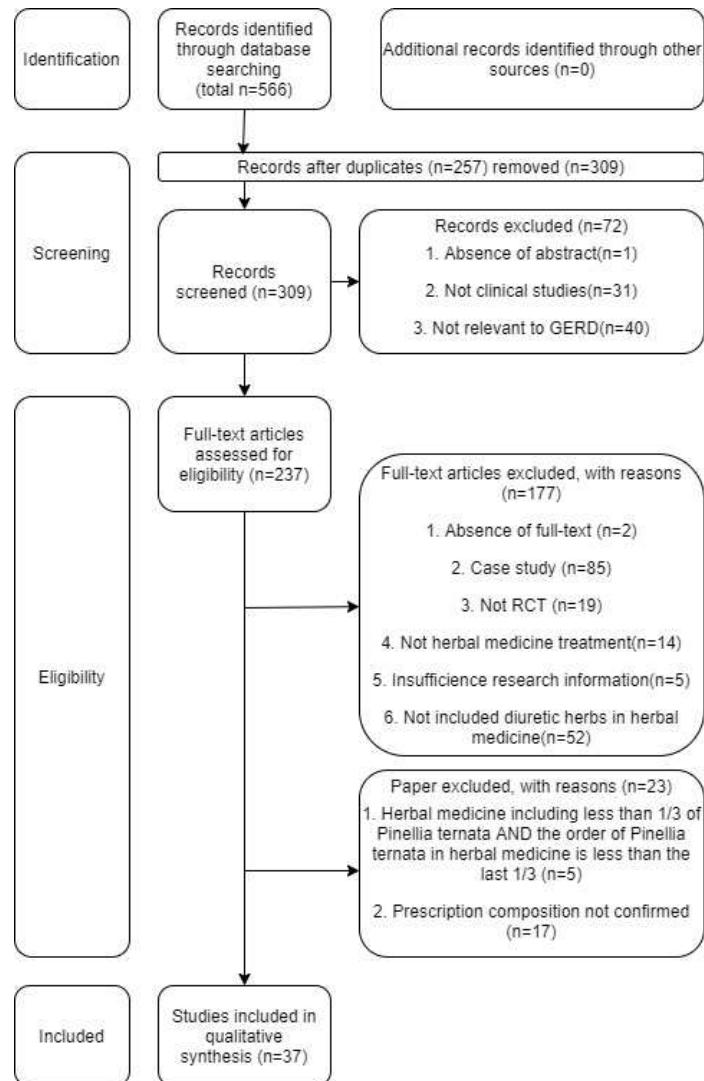 Identification
Records identified
through database
searching
(total n=566)
Additional records identified through other
sources (n=0)
Records after duplicates (n=257) removed (n=309)
Screening
Records
screened (n=309)
Records excluded (n=72)
1. Absence of abstract(n=1)
2. Not clinical studies(n=31)
3. Not relevant to GERD(n=40)
Eligibility
Full-text articles
assessed for
eligibility (n=237)
Full-text articles excluded, with reasons
(n=177)
1. Absence of full-text (n=2)
2. Case study (n=85)
3. Not RCT (n=19)
4. Not herbal medicine treatment(n=14)
5. Insufficience research information(n=5)
6. Not included diuretic herbs in herbal
medicine(n=52)
Paper excluded, with reasons (n=23)
1. Herbal medicine including less than 1/3 of
Pinellia ternata AND the order of Pinellia
ternata in herbal medicine is less than the
last 1/3 (n=5)
2. Prescription composition not confirmed
(n=17)
Included
Studies included in
qualitative
synthesis (n=37)